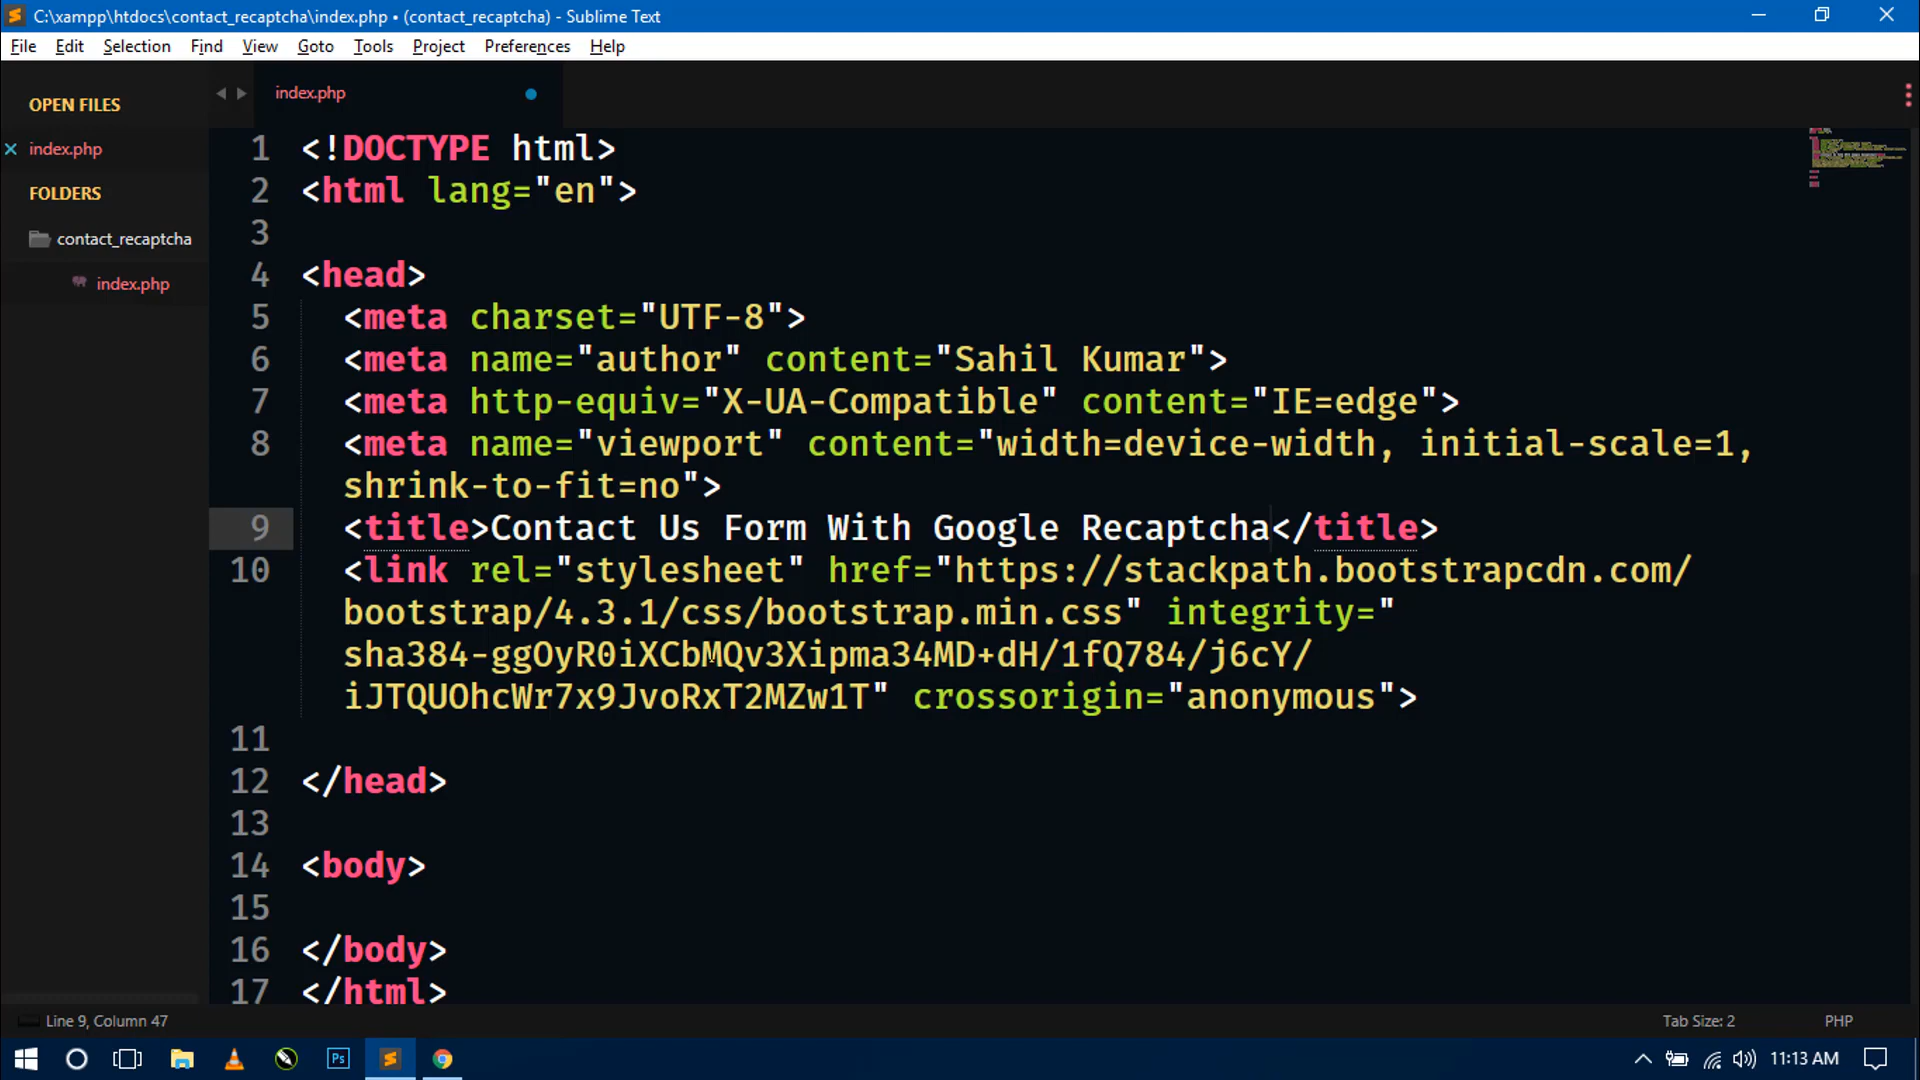 C:\xampp\htdocs\contact_recaptcha\index.php • (contact_recaptcha) - Sublime Text
File Edit Selection Find View Goto Tools Project Preferences Help
OPEN FILES
index.php
FOLDERS
contact_recaptcha
index.php
index.php
1 <!DOCTYPE html>
2 <html lang="en">
3
4 <head>
5 <meta charset="UTF-8">
6 <meta name="author" content="Sahil Kumar">
7 <meta http-equiv="X-UA-Compatible" content="IE=edge">
8 <meta name="viewport" content="width=device-width, initial-scale=1,
shrink-to-fit=no">
9 <title>Contact Us Form With Google Recaptcha</title>
10 <link rel="stylesheet" href="https://stackpath.bootstrapcdn.com/
bootstrap/4.3.1/css/bootstrap.min.css" integrity="
sha384-ggOyR0iXCbMQv3Xipma34MD+dH/1fQ784/j6cY/
iJTQUOhcWr7x9JvoRxT2MZw1T" crossorigin="anonymous">
11
12 </head>
13
14 <body>
15
16 </body>
17 </html>
Line 9, Column 47
Tab Size: 2
PHP
Ps
11:13 AM